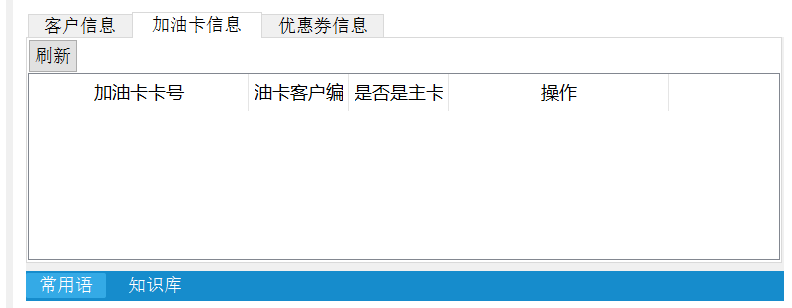 客户信息 加油卡信息 优惠券信息
刷新
加油卡卡号 油卡客户编 是否是主卡 操作
常用语 知识库